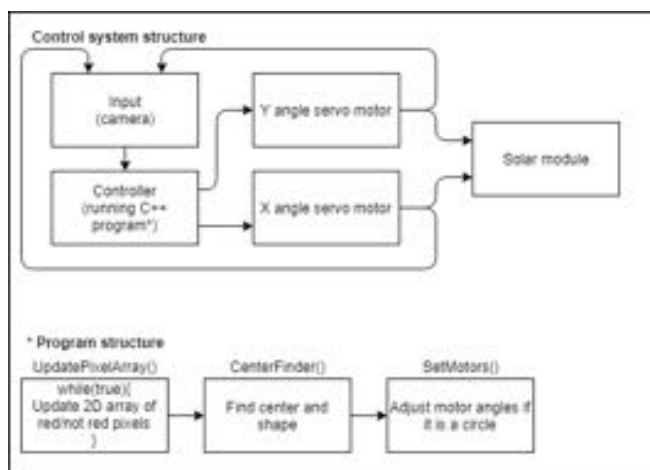 Control system structure
Input
(camera)
Y angle servo motor
Solar module
Controller
(running C++
program*)
X angle servo motor
* Program structure
UpdatePixelArray()
CenterFinder()
SetMotors()
while(true){
Update 2D array of
red/not red pixels
}
Find center and
shape
Adjust motor angles if
it is a circle